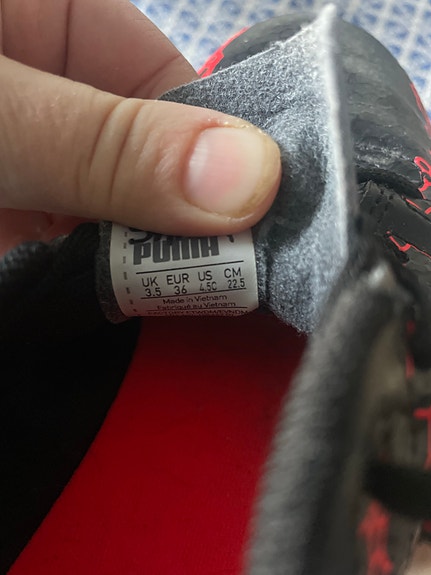 PUMA
UK EUR US CM
3.5 36 4.5C 22.5
Made in Vietnam
Fabriqué au Vietnam